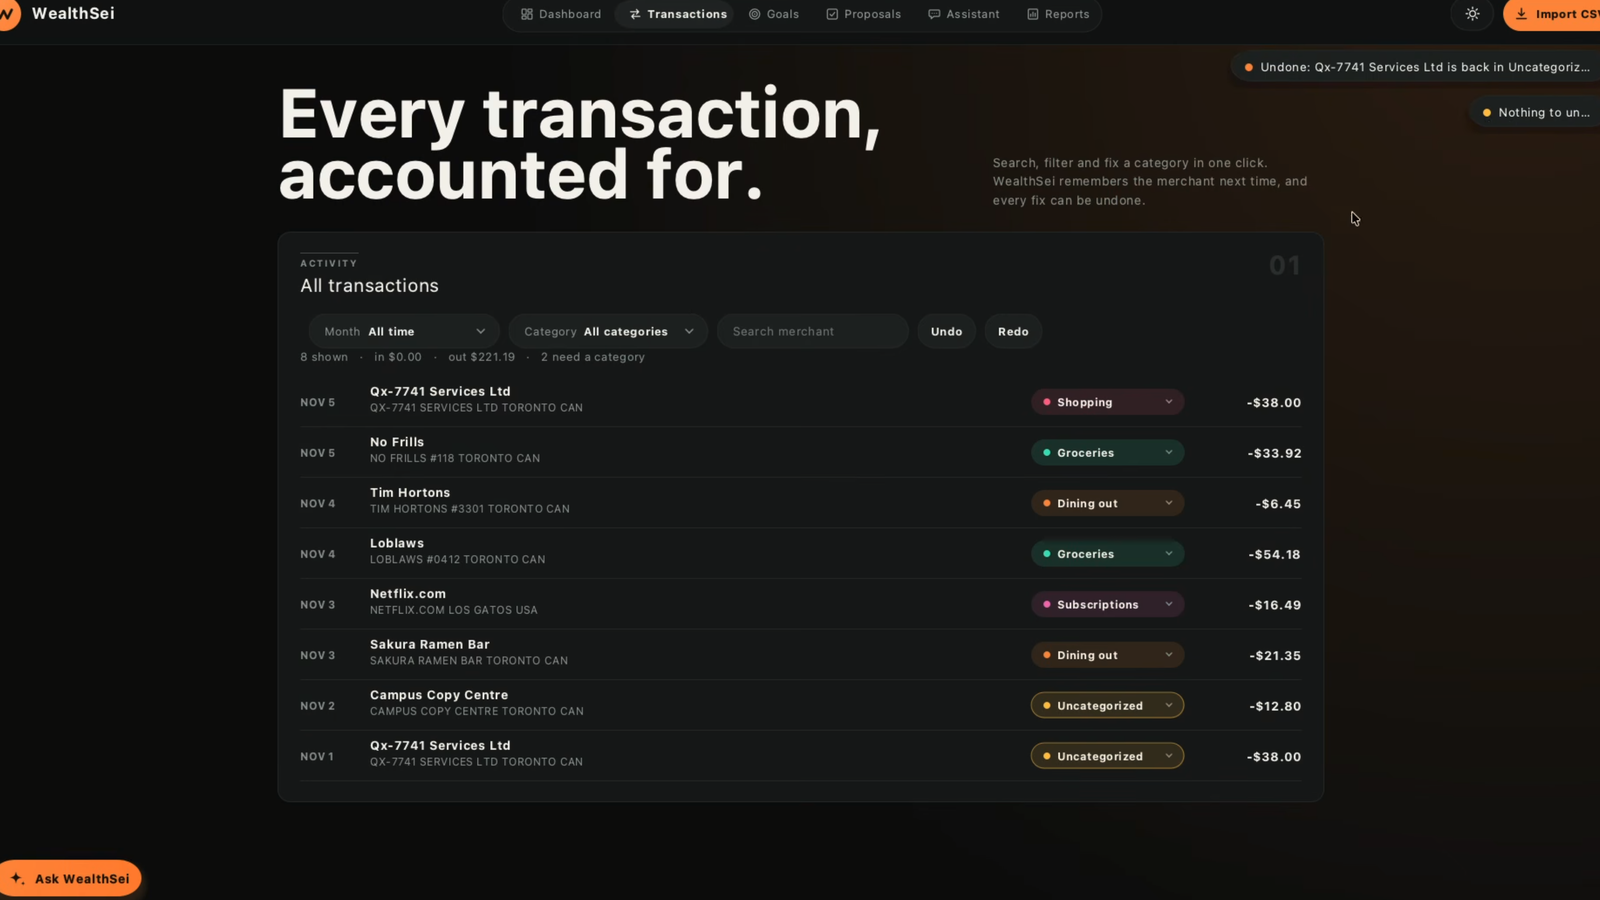 WealthSei
Dashboard
Transactions
Goals
Proposals
Assistant
Reports
Import
Undone: Qx-7741 Services Ltd is back in Uncategoriz...
Nothing to un...
Every transaction,
accounted for.
Search, filter and fix a category in one click.
WealthSei remembers the merchant next time, and
every fix can be undone.
ACTIVITY
01
All transactions
Month All time
Category All categories
Search merchant
Undo
Redo
8 shown · in $0.00 · out $221.19 · 2 need a category
NOV 5 Qx-7741 Services Ltd Shopping -$38.00
QX-7741 SERVICES LTD TORONTO CAN
NOV 5 No Frills Groceries -$33.92
NO FRILLS #118 TORONTO CAN
NOV 4 Tim Hortons Dining out -$6.45
TIM HORTONS #3301 TORONTO CAN
NOV 4 Loblaws Groceries -$54.18
LOBLAWS #0412 TORONTO CAN
NOV 3 Netflix.com Subscriptions -$16.49
NETFLIX.COM LOS GATOS USA
NOV 3 Sakura Ramen Bar Dining out -$21.35
SAKURA RAMEN BAR TORONTO CAN
NOV 2 Campus Copy Centre Uncategorized -$12.80
CAMPUS COPY CENTRE TORONTO CAN
NOV 1 Qx-7741 Services Ltd Uncategorized -$38.00
QX-7741 SERVICES LTD TORONTO CAN
Ask WealthSei